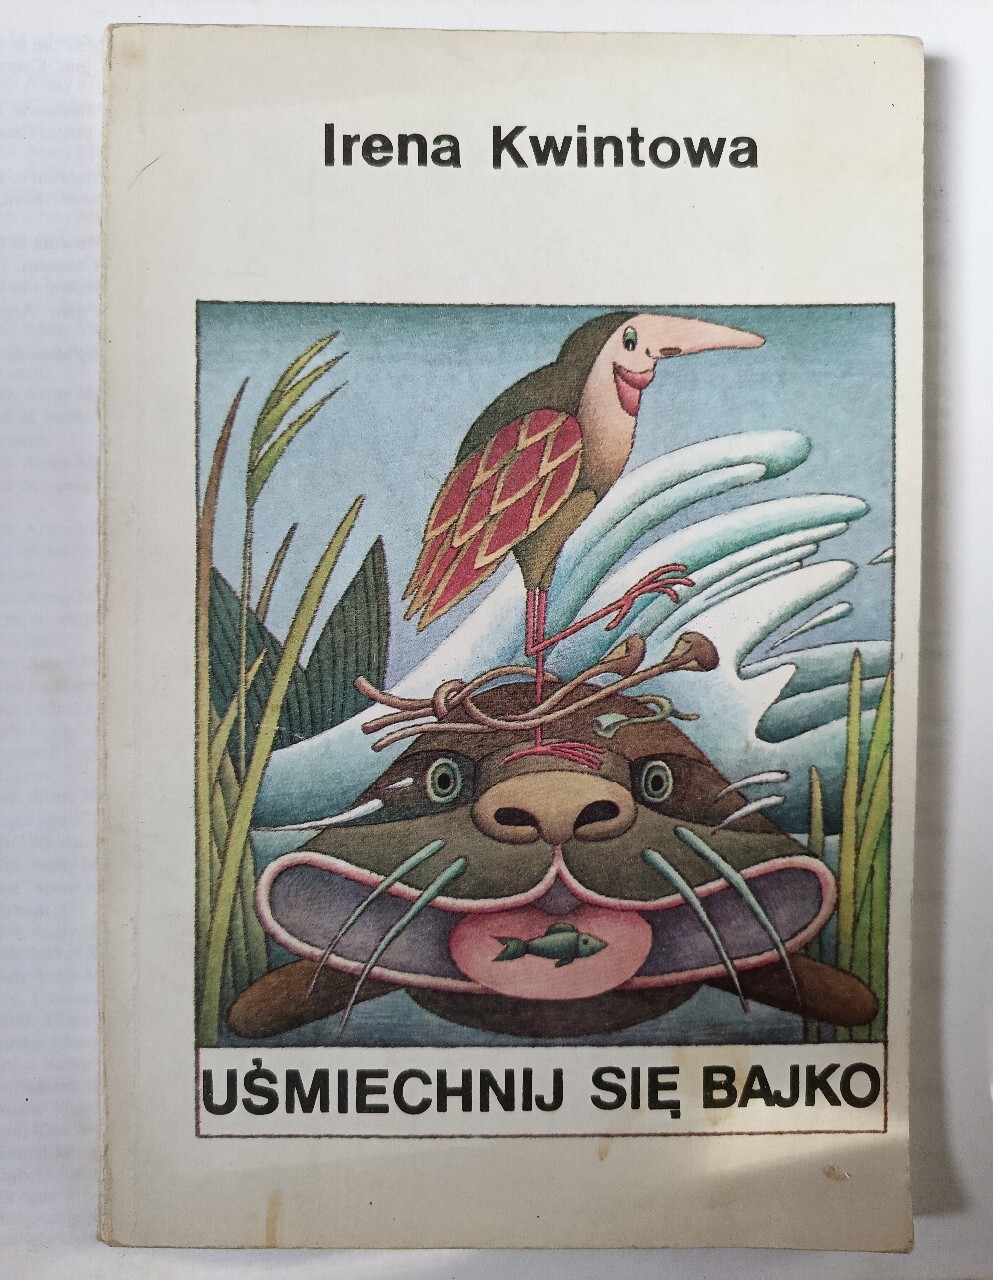 Irena Kwintowa
UŚMIECHNIJ SIĘ BAJKO